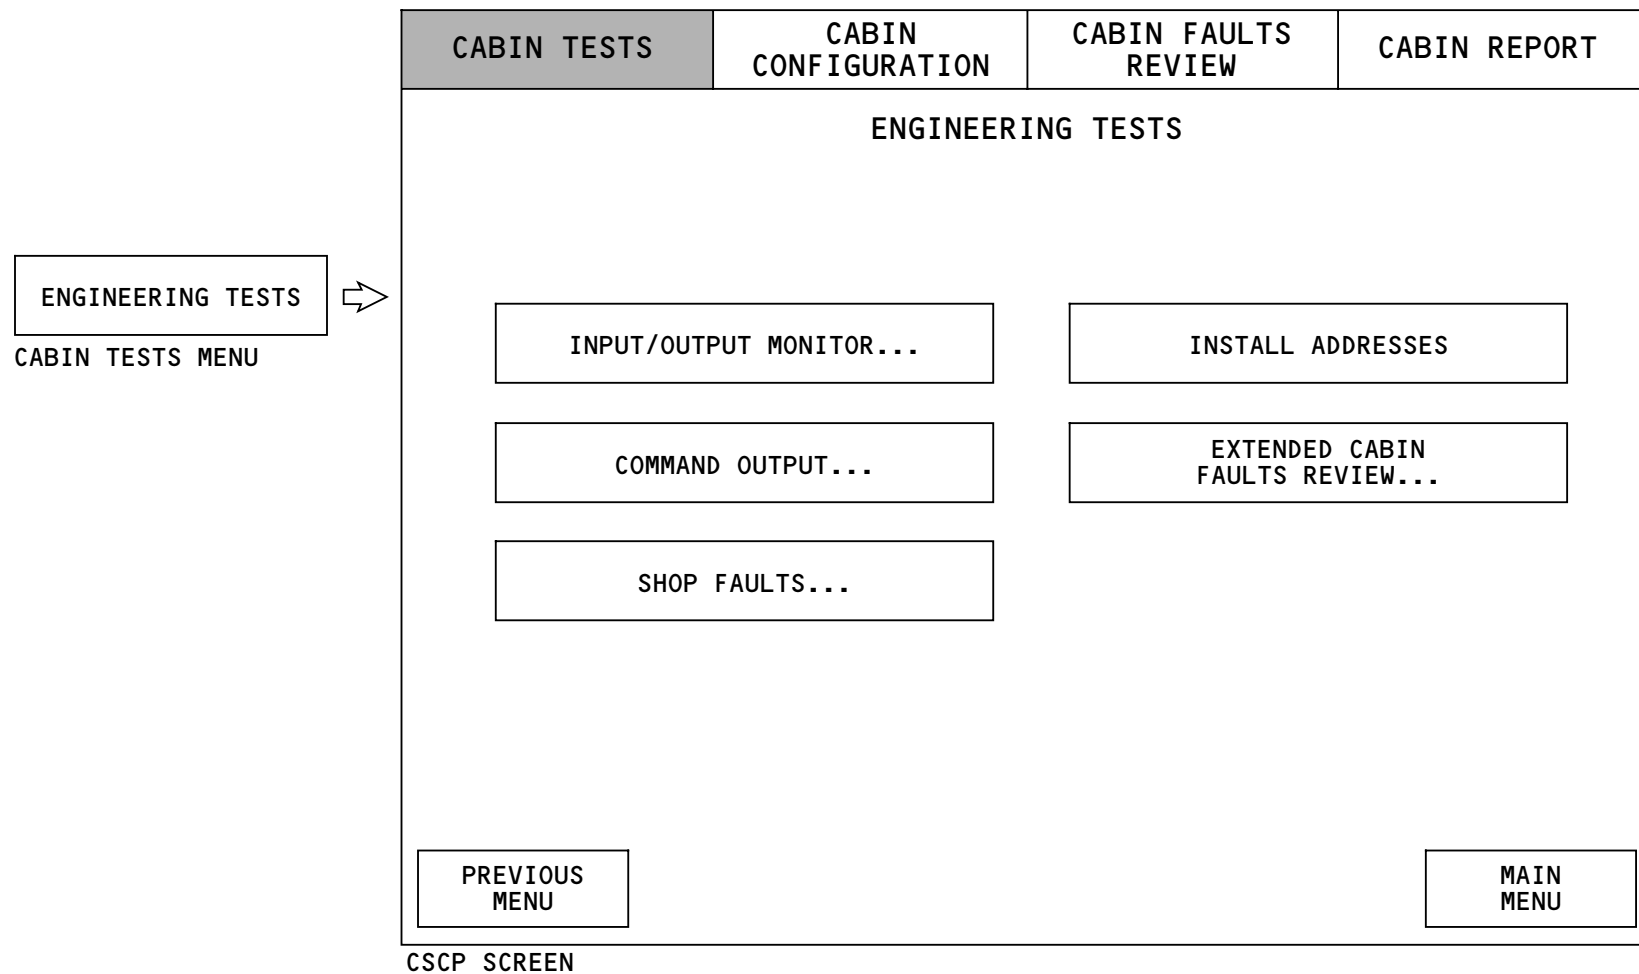 CABIN TESTS
CABIN
CONFIGURATION
CABIN FAULTS
REVIEW
CABIN REPORT
ENGINEERING TESTS
ENGINEERING TESTS
CABIN TESTS MENU
INPUT/OUTPUT MONITOR...
INSTALL ADDRESSES
COMMAND OUTPUT...
EXTENDED CABIN
FAULTS REVIEW...
SHOP FAULTS...
PREVIOUS
MENU
MAIN
MENU
CSCP SCREEN